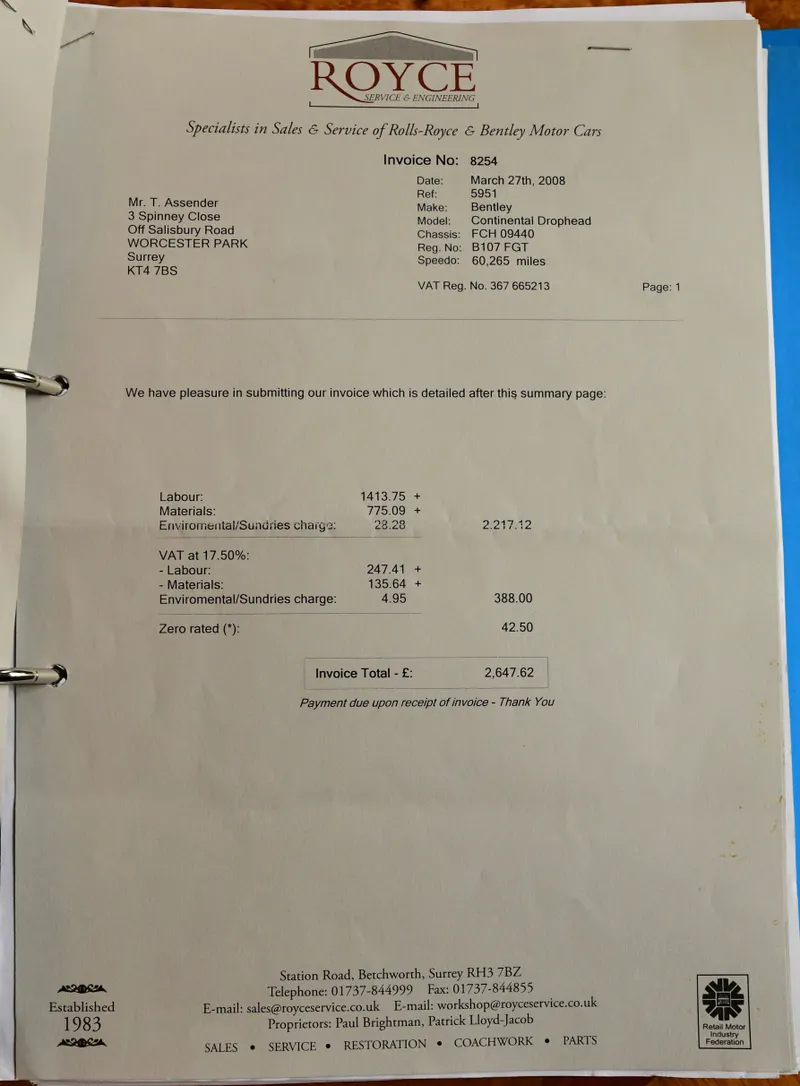 ROYCE
SERVICE & ENGINEERING
Specialists in Sales & Service of Rolls-Royce & Bentley Motor Cars
Invoice No: 8254
Date: March 27th, 2008
Ref: 5951
Make: Bentley
Model: Continental Drophead
Chassis: FCH 09440
Reg. No: B107 FGT
Speedo: 60,265 miles
VAT Reg. No. 367 665213
Page: 1
Mr. T. Assender
3 Spinney Close
Off Salisbury Road
WORCESTER PARK
Surrey
KT4 7BS
We have pleasure in submitting our invoice which is detailed after this summary page:
Labour: 1413.75 +
Materials: 775.09 +
Enviromental/Sundries charge: 28.28 2.217.12
VAT at 17.50%:
- Labour: 247.41 +
- Materials: 135.64 +
Enviromental/Sundries charge: 4.95 388.00
Zero rated (*): 42.50
Invoice Total - £: 2,647.62
Payment due upon receipt of invoice - Thank You
Established
1983
Station Road, Betchworth, Surrey RH3 7BZ
Telephone: 01737-844999 Fax: 01737-844855
E-mail: sales@royceservice.co.uk E-mail: workshop@royceservice.co.uk
Proprietors: Paul Brightman, Patrick Lloyd-Jacob
SALES • SERVICE • RESTORATION • COACHWORK • PARTS
Retail Motor
Industry
Federation